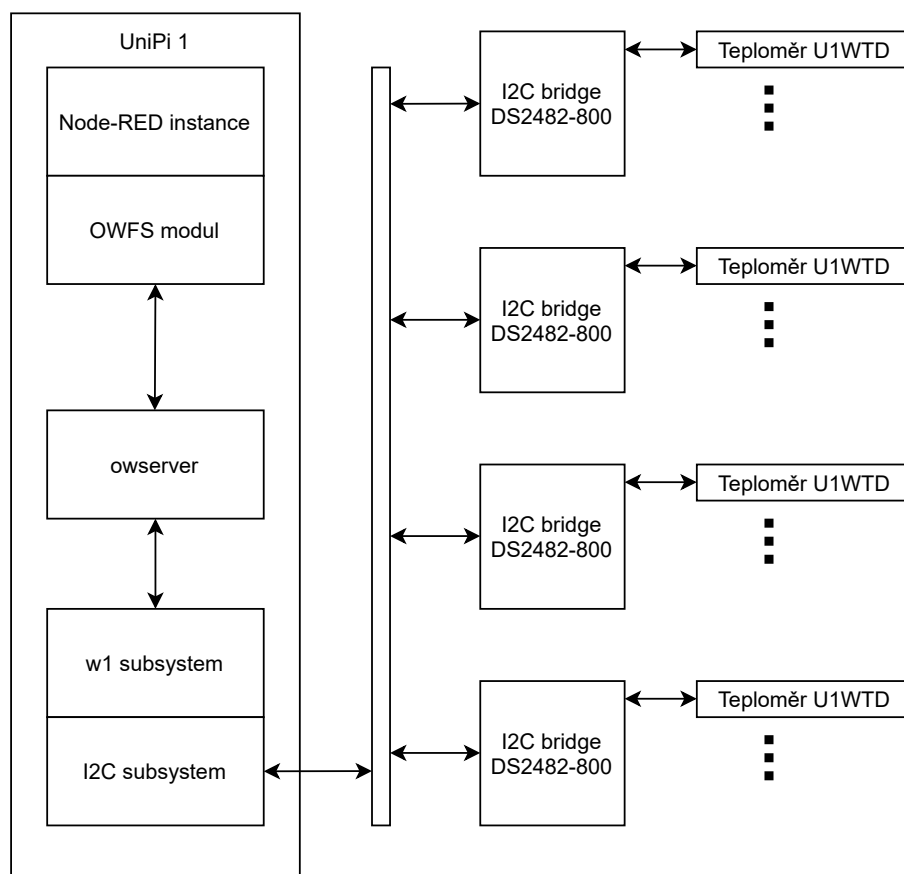 UniPi 1
Node-RED instance
OWFS modul
owserver
w1 subsystem
I2C subsystem
I2C bridge
DS2482-800
Teploměr U1WTD
I2C bridge
DS2482-800
Teploměr U1WTD
I2C bridge
DS2482-800
Teploměr U1WTD
I2C bridge
DS2482-800
Teploměr U1WTD